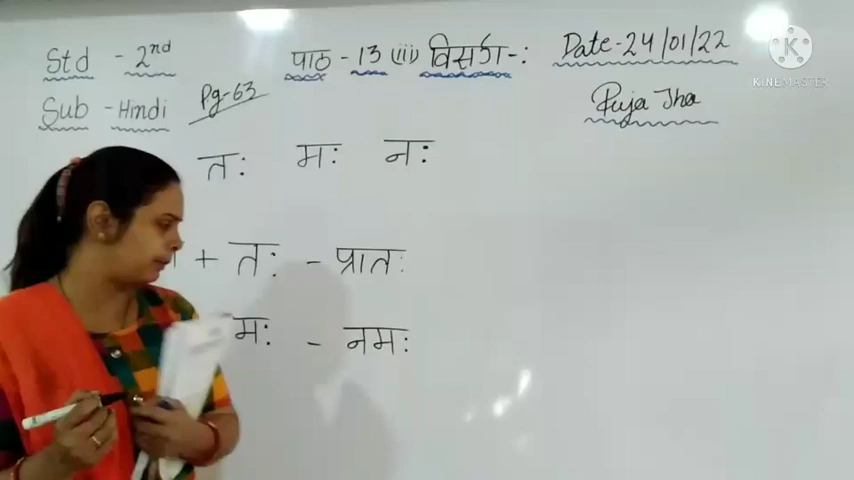 Std - 2nd पाठ - 13 (ii) विसर्ग -: Date - 24/01/22
Sub - Hindi Pg-63 Puja Jha
KINEMASTER
तः मः नः
+ तः - प्रातः
मः - नमः